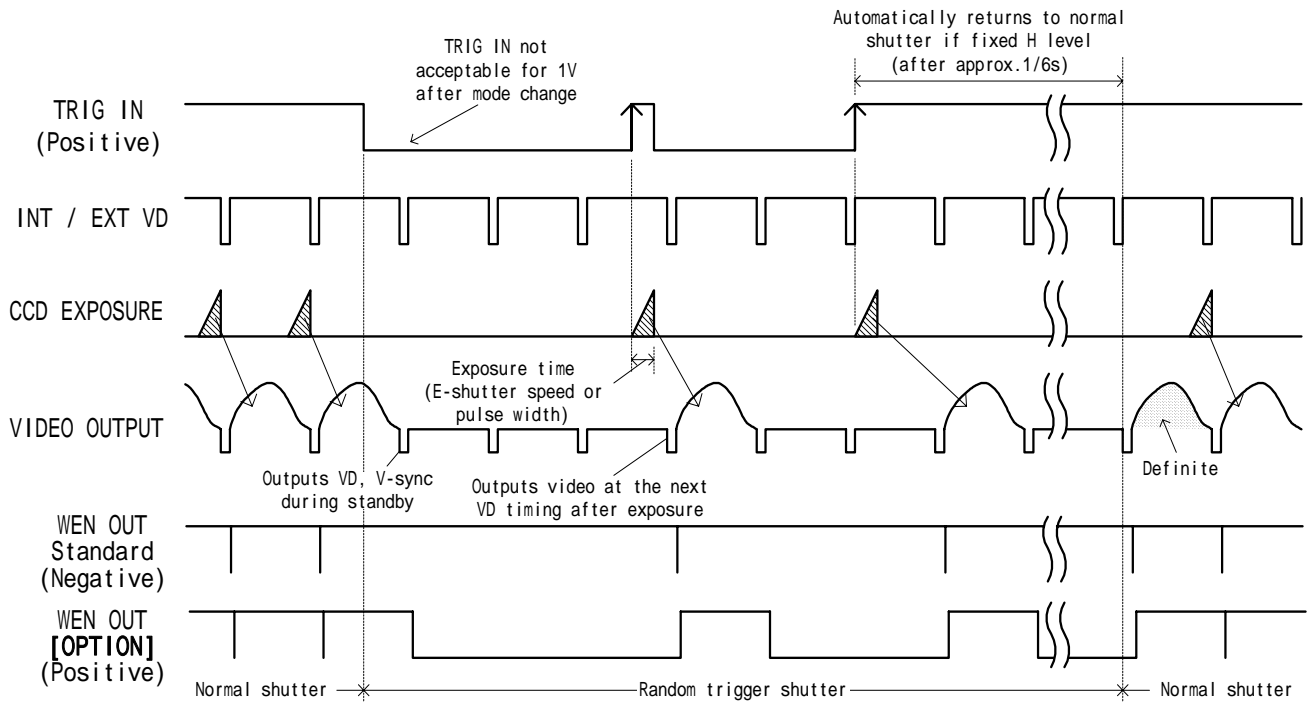 Automatically returns to normal
shutter if fixed H level
(after approx.1/6s)
TRIG IN not
acceptable for 1V
after mode change
TRIG IN
(Positive)
INT / EXT VD
CCD EXPOSURE
Exposure time
(E-shutter speed or
pulse width)
VIDEO OUTPUT
Outputs VD, V-sync
during standby
Outputs video at the next
VD timing after exposure
Definite
WEN OUT
Standard
(Negative)
WEN OUT
[OPTION]
(Positive)
Normal shutter
Random trigger shutter
Normal shutter